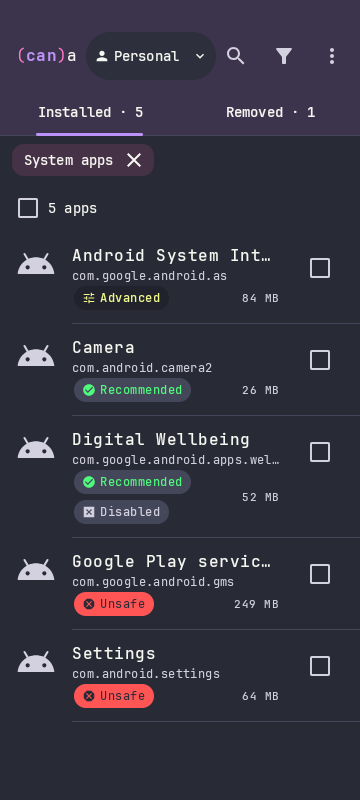 (can)a
Personal
Installed · 5
Removed · 1
System apps
5 apps
Android System Int…
com.google.android.as
Advanced
84 MB
Camera
com.android.camera2
Recommended
26 MB
Digital Wellbeing
com.google.android.apps.wel…
Recommended
52 MB
Disabled
Google Play servic…
com.google.android.gms
Unsafe
249 MB
Settings
com.android.settings
Unsafe
64 MB